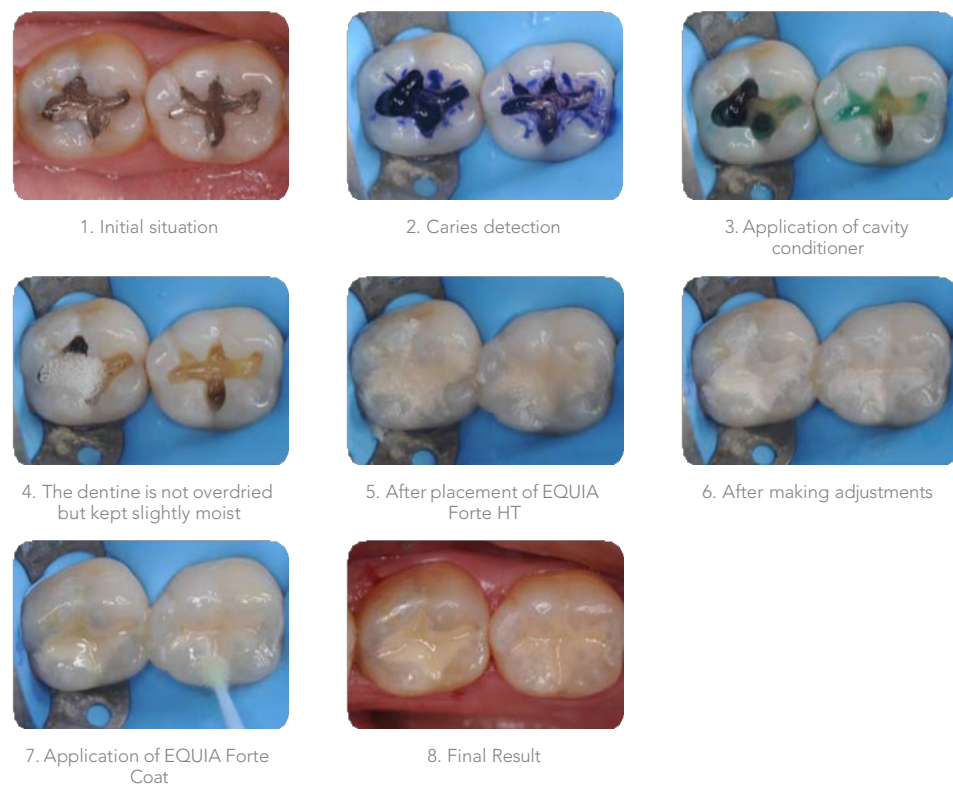 1. Initial situation
2. Caries detection
3. Application of cavity
conditioner
4. The dentine is not overdried
but kept slightly moist
5. After placement of EQUIA
Forte HT
6. After making adjustments
7. Application of EQUIA Forte
Coat
8. Final Result